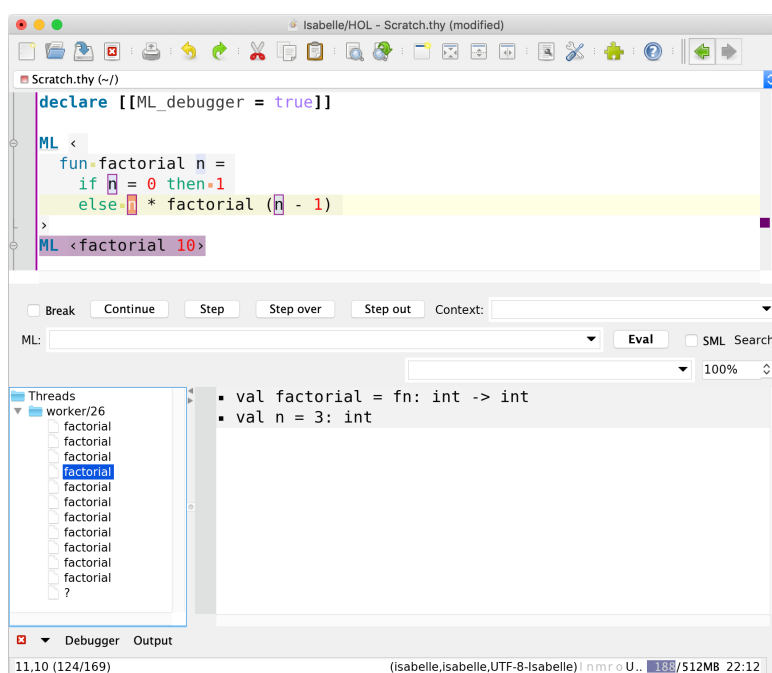 Isabelle/HOL - Scratch.thy (modified)
Scratch.thy (~/)
declare [[ML_debugger = true]]
ML ‹
fun factorial n =
if n = 0 then 1
else n * factorial (n - 1)
›
ML ‹factorial 10›
Break Continue Step Step over Step out Context:
ML: Eval SML Search
100%
Threads
worker/26
factorial
factorial
factorial
factorial
factorial
factorial
factorial
factorial
factorial
factorial
factorial
?
val factorial = fn: int -> int
val n = 3: int
Debugger Output
11,10 (124/169) (isabelle,isabelle,UTF-8-Isabelle) l n m r o U.. 188/512MB 22:12